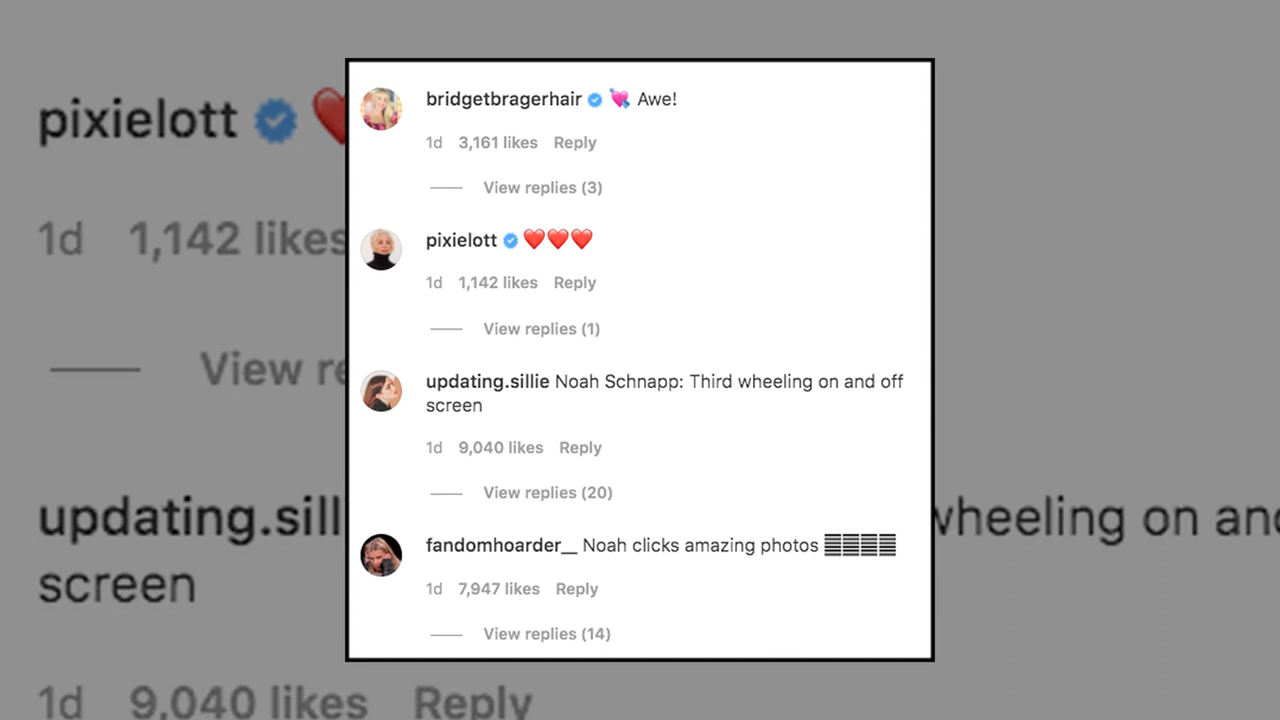 bridgetbragerhair 💘 Awe!
1d 3,161 likes Reply
View replies (3)
pixielott ❤️❤️❤️
1d 1,142 likes Reply
View replies (1)
updating.sillie Noah Schnapp: Third wheeling on and off
screen
1d 9,040 likes Reply
View replies (20)
fandomhoarder__ Noah clicks amazing photos
1d 7,947 likes Reply
View replies (14)
pixielott
1d 1,142 likes
View
updating.sill wheeling on
screen
1d 9,040 likes Reply